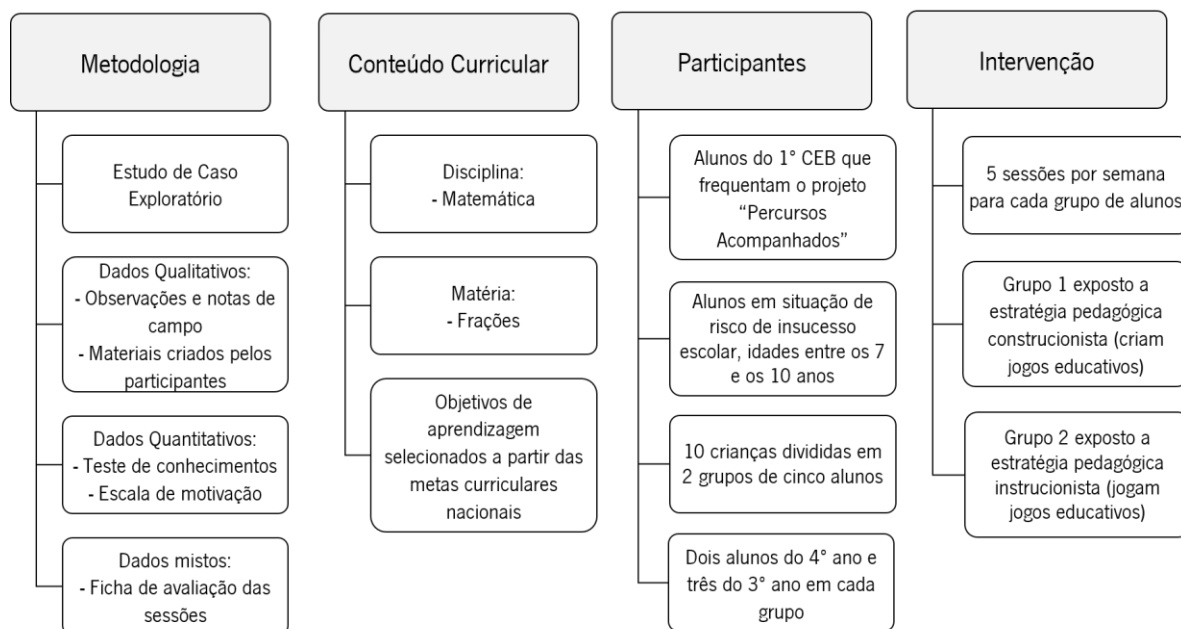 Metodologia
Estudo de Caso
Exploratório
Dados Qualitativos:
- Observações e notas de
campo
- Materiais criados pelos
participantes
Dados Quantitativos:
- Teste de conhecimentos
- Escala de motivação
Dados mistos:
- Ficha de avaliação das
sessões
Conteúdo Curricular
Disciplina:
- Matemática
Matéria:
- Frações
Objetivos de
aprendizagem
selecionados a partir das
metas curriculares
nacionais
Participantes
Alunos do 1° CEB que
frequentam o projeto
“Percursos
Acompanhados”
Alunos em situação de
risco de insucesso
escolar, idades entre os 7
e os 10 anos
10 crianças divididas em
2 grupos de cinco alunos
Dois alunos do 4° ano e
três do 3° ano em cada
grupo
Intervenção
5 sessões por semana
para cada grupo de alunos
Grupo 1 exposto a
estratégia pedagógica
construcionista (criam
jogos educativos)
Grupo 2 exposto a
estratégia pedagógica
instrucionista (jogam
jogos educativos)